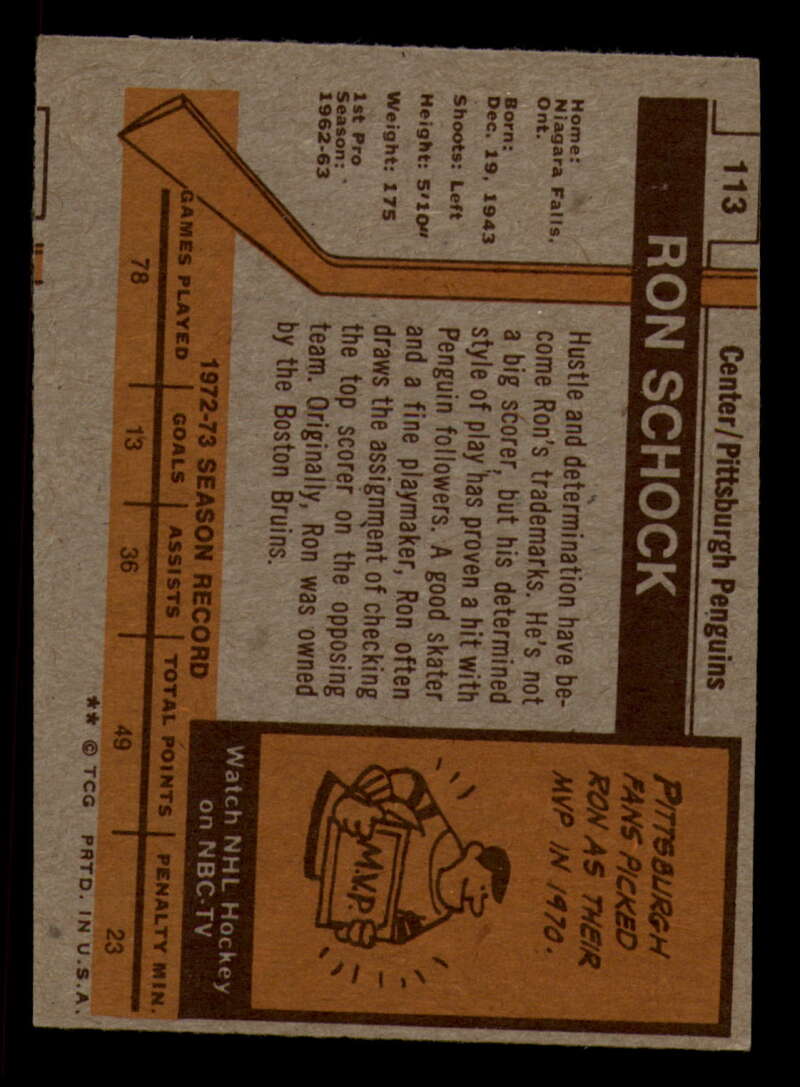 113
Center/Pittsburgh Penguins
RON SCHOCK
Home:
Niagara Falls,
Ont.
Born:
Dec. 19, 1943
Shoots: Left
Height: 5'10"
Weight: 175
1st Pro
Season:
1962-63
Hustle and determination have be-
come Ron's trademarks. He's not
a big scorer, but his determined
style of play has proven a hit with
Penguin followers. A good skater
and a fine playmaker, Ron often
draws the assignment of checking
the top scorer on the opposing
team. Originally, Ron was owned
by the Boston Bruins.
PITTSBURGH
FANS PICKED
RON AS THEIR
MVP IN 1970.
M.V.P.
Watch NHL Hockey
on NBC-TV
1972-73 SEASON RECORD
GAMES PLAYED GOALS ASSISTS TOTAL POINTS PENALTY MIN.
78 13 36 49 23
** © TCG PRTD. IN U.S.A.